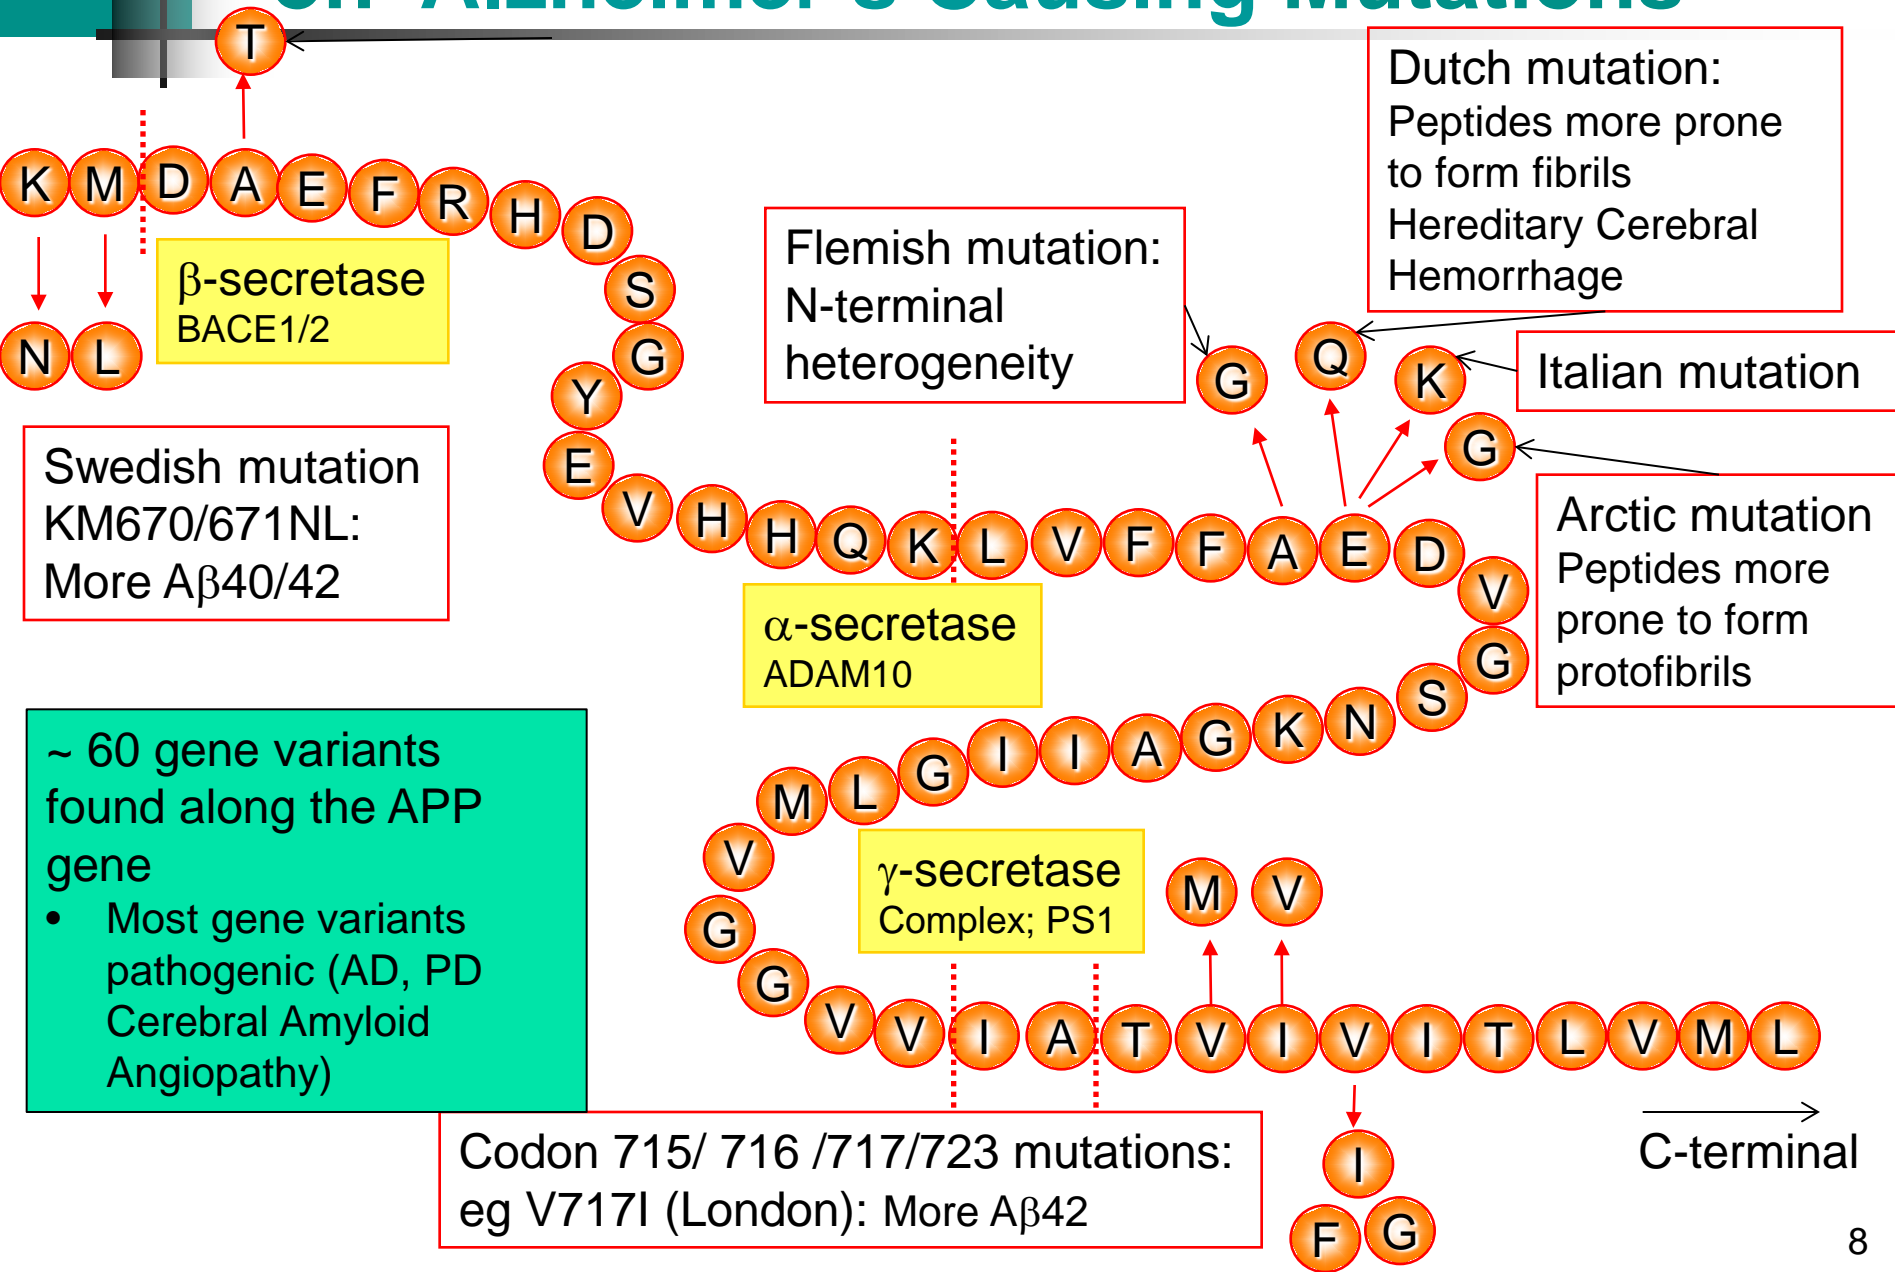 Alzheimer's Causing Mutations
T
K M D A E F R H D
S
G
Y
E
V H H Q K L V F F A E D
V
G
S
N K G A I I G L M
V
G
G
V V I A T V I V I T L V M L
N L
β-secretase
BACE1/2
Swedish mutation
KM670/671NL:
More Aβ40/42
Flemish mutation:
N-terminal
heterogeneity
G
Dutch mutation:
Peptides more prone
to form fibrils
Hereditary Cerebral
Hemorrhage
Q
K
Italian mutation
G
Arctic mutation
Peptides more
prone to form
protofibrils
α-secretase
ADAM10
~ 60 gene variants
found along the APP
gene
• Most gene variants
pathogenic (AD, PD
Cerebral Amyloid
Angiopathy)
γ-secretase
Complex; PS1
M V
I
F G
Codon 715/ 716 /717/723 mutations:
eg V717I (London): More Aβ42
C-terminal
8